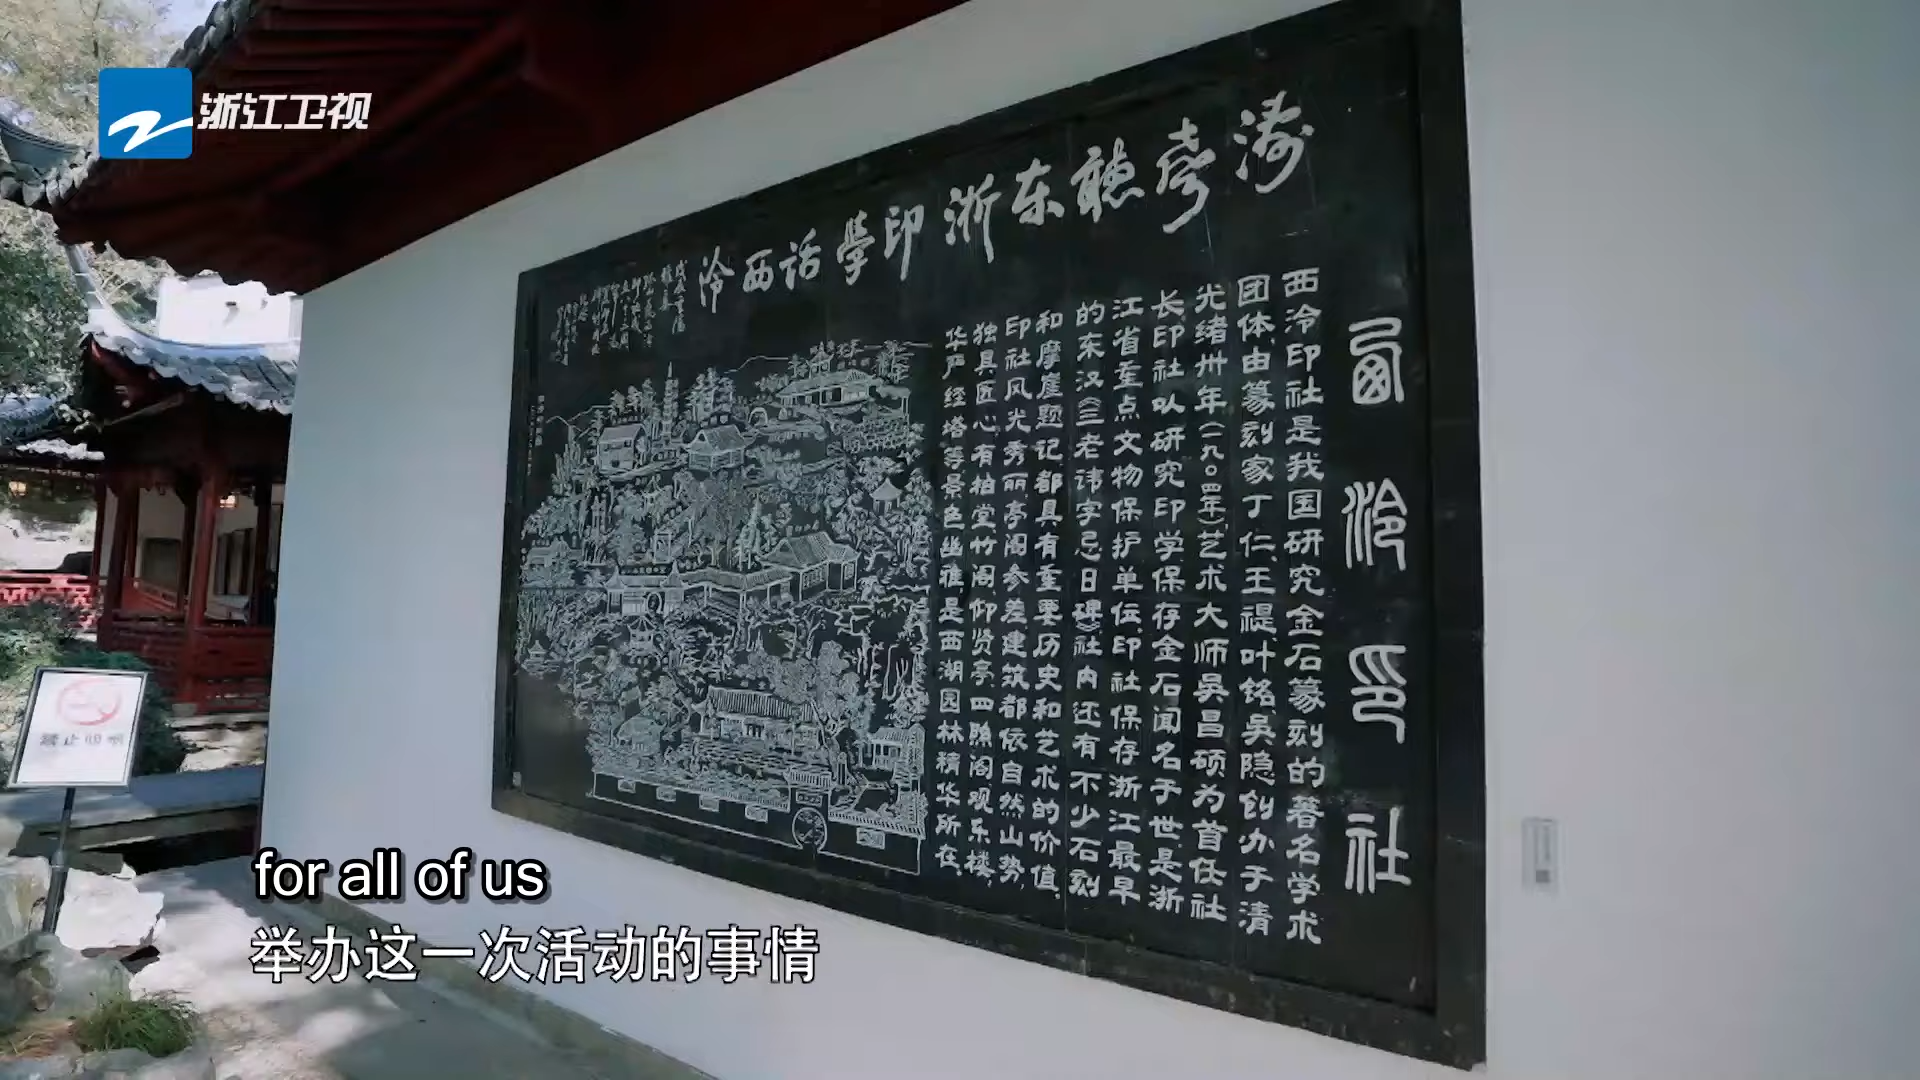 浙江卫视
涛声听东浙印学话西泠
西泠印社
西泠印社是我国研究金石篆刻的著名学术
团体,由篆刻家丁仁、王禔、叶铭、吴隐创办于清
光绪卅年(一九〇四年),艺术大师吴昌硕为首任社
长,印社以研究印学保存金石闻名于世,是浙
江省重点文物保护单位,印社保存浙江最早
的东汉《三老讳字忌日碑》,社内还有不少石刻
和摩崖题记,都具有重要历史和艺术的价值,
印社风光秀丽,亭阁参差,建筑都依自然山势,
独具匠心,有柏堂、竹阁、仰贤亭、四照阁、观乐楼、
华严经塔等,景色幽雅,是西湖园林精华所在.
for all of us
举办这一次活动的事情